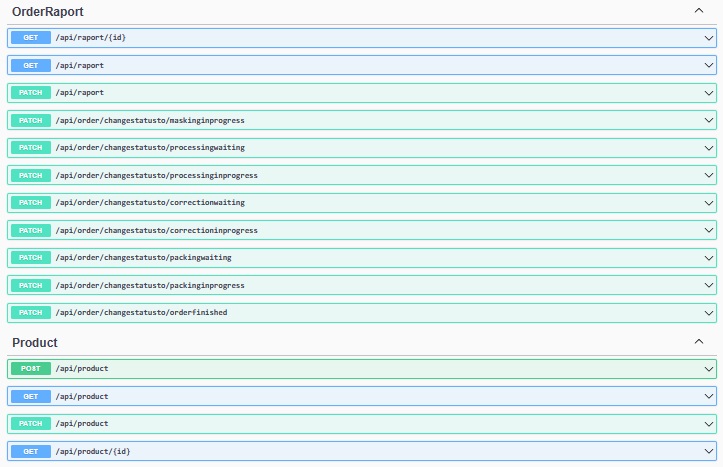 OrderRaport
GET /api/raport/{id}
GET /api/raport
PATCH /api/raport
PATCH /api/order/changestatusto/maskinginprogress
PATCH /api/order/changestatusto/processingwaiting
PATCH /api/order/changestatusto/processinginprogress
PATCH /api/order/changestatusto/correctionwaiting
PATCH /api/order/changestatusto/correctioninprogress
PATCH /api/order/changestatusto/packingwaiting
PATCH /api/order/changestatusto/packinginprogress
PATCH /api/order/changestatusto/orderfinished
Product
POST /api/product
GET /api/product
PATCH /api/product
GET /api/product/{id}